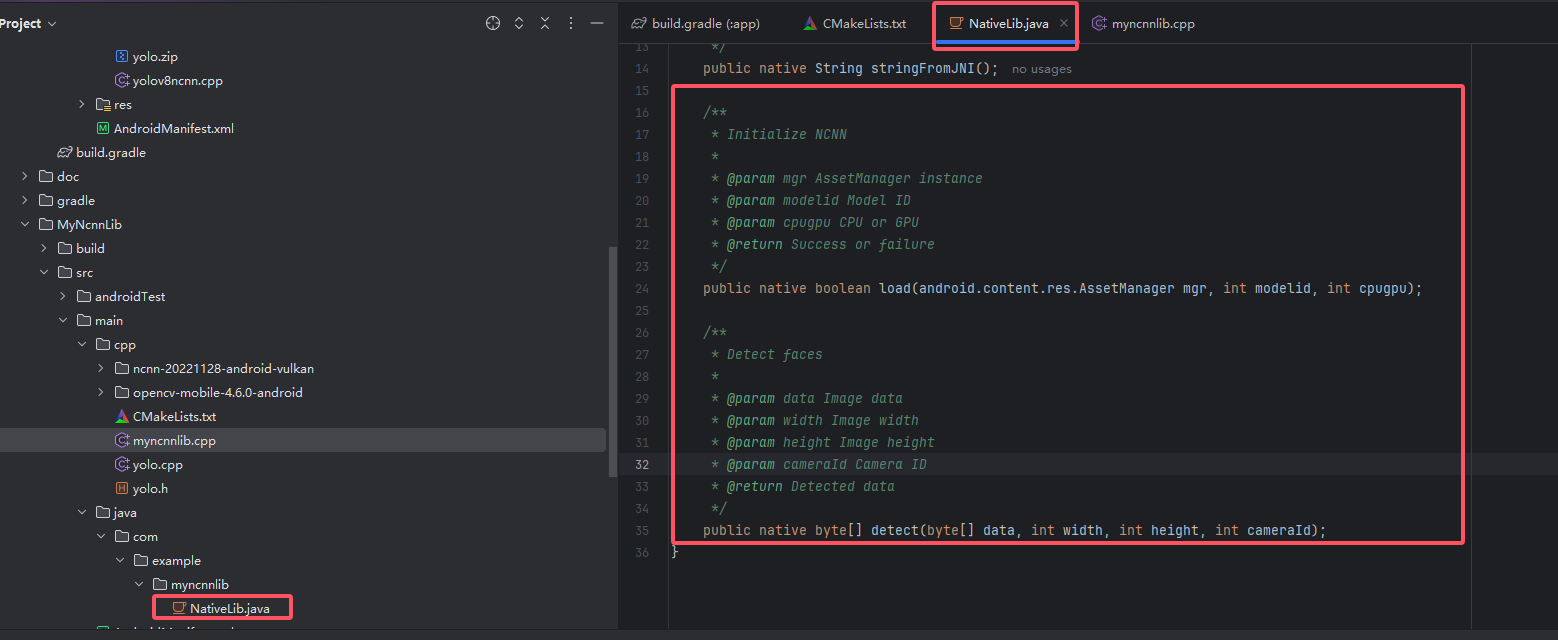 Project
yolo.zip
yolov8ncnn.cpp
res
AndroidManifest.xml
build.gradle
doc
gradle
MyNcnnLib
build
src
androidTest
main
cpp
ncnn-20221128-android-vulkan
opencv-mobile-4.6.0-android
CMakeLists.txt
myncnnlib.cpp
yolo.cpp
yolo.h
java
com
example
myncnnlib
NativeLib.java
build.gradle (:app)
CMakeLists.txt
NativeLib.java
myncnnlib.cpp
13 */
14 public native String stringFromJNI(); no usages
15
16 /**
17 * Initialize NCNN
18 *
19 * @param mgr AssetManager instance
20 * @param modelid Model ID
21 * @param cpugpu CPU or GPU
22 * @return Success or failure
23 */
24 public native boolean load(android.content.res.AssetManager mgr, int modelid, int cpugpu);
25
26 /**
27 * Detect faces
28 *
29 * @param data Image data
30 * @param width Image width
31 * @param height Image height
32 * @param cameraId Camera ID
33 * @return Detected data
34 */
35 public native byte[] detect(byte[] data, int width, int height, int cameraId);
36 }